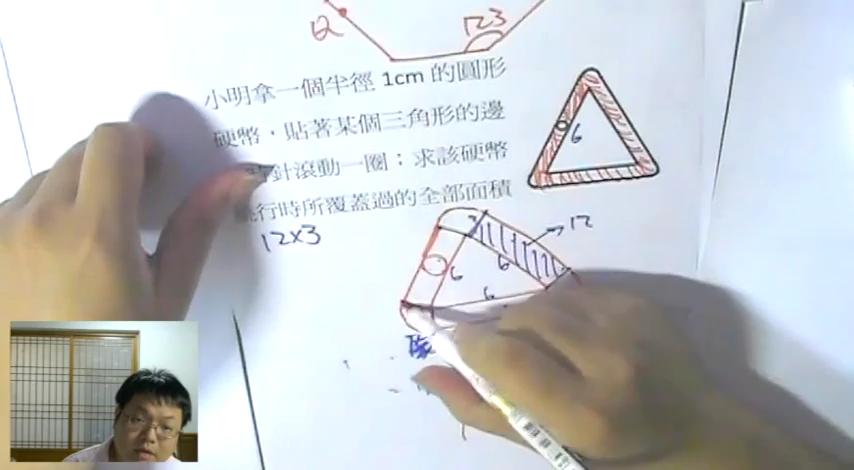 12
123
小明拿一個半徑 1cm 的圓形
硬幣,貼著某個三角形的邊
時針滾動一圈:求該硬幣
行時所覆蓋過的全部面積
6
12×3
12
2
6
6
6